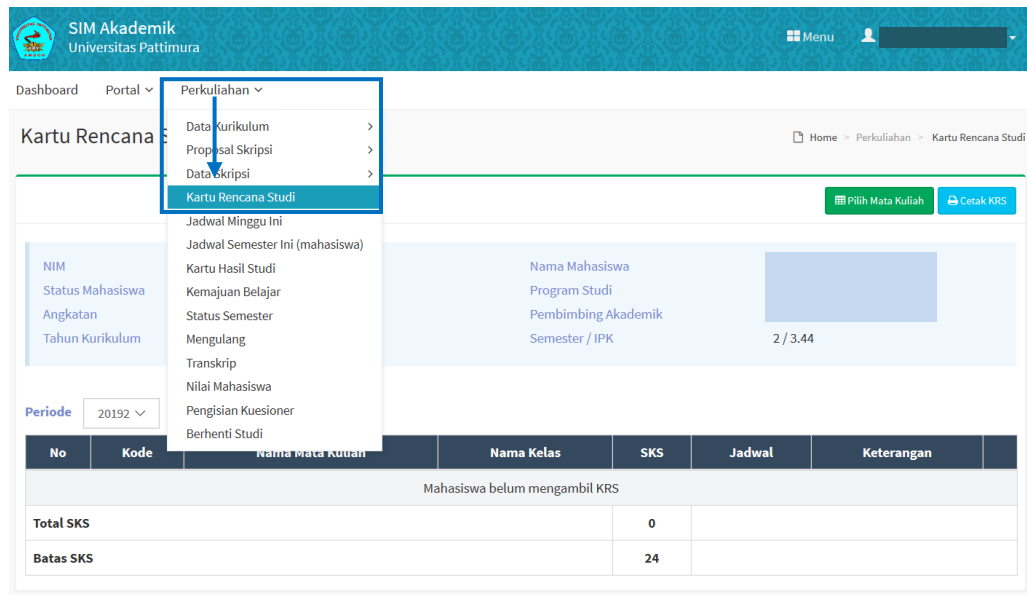 SIM Akademik
Universitas Pattimura
Menu
Dashboard Portal Perkuliahan
Kartu Rencana S
Home > Perkuliahan > Kartu Rencana Studi
Data Kurikulum
Proposal Skripsi
Data Skripsi
Kartu Rencana Studi
Jadwal Minggu Ini
Jadwal Semester Ini (mahasiswa)
Kartu Hasil Studi
Kemajuan Belajar
Status Semester
Mengulang
Transkrip
Nilai Mahasiswa
Pengisian Kuesioner
Berhenti Studi
Pilih Mata Kuliah Cetak KRS
NIM
Status Mahasiswa
Angkatan
Tahun Kurikulum
Nama Mahasiswa
Program Studi
Pembimbing Akademik
Semester / IPK 2 / 3.44
Periode 20192
No Kode Nama Mata Kuliah Nama Kelas SKS Jadwal Keterangan
Mahasiswa belum mengambil KRS
Total SKS 0
Batas SKS 24